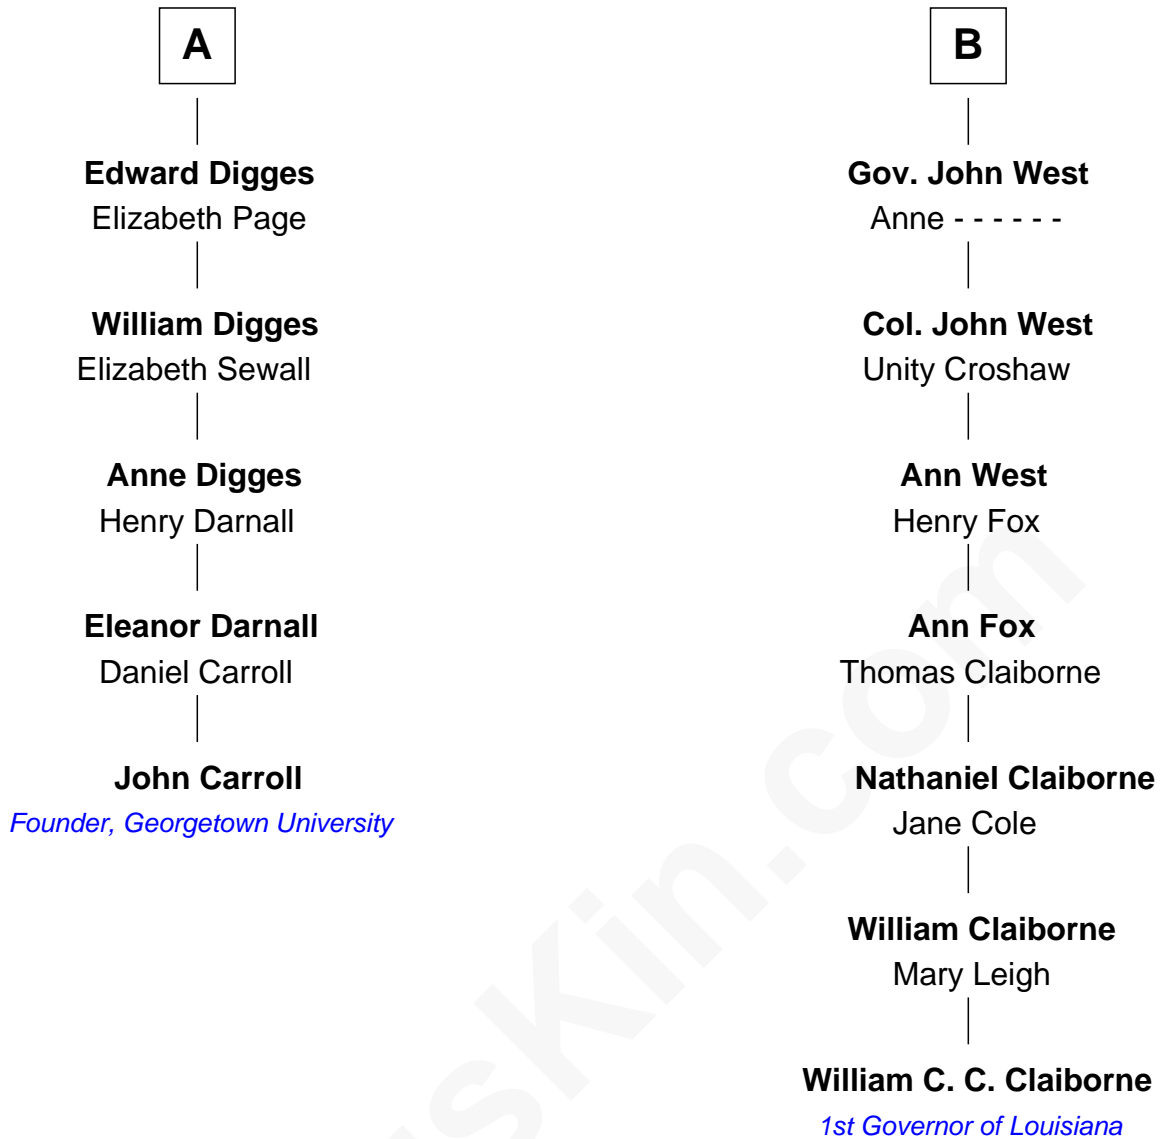 A
Edward Digges
Elizabeth Page
William Digges
Elizabeth Sewall
Anne Digges
Henry Darnall
Eleanor Darnall
Daniel Carroll
John Carroll
Founder, Georgetown University
B
Gov. John West
Anne - - - - - -
Col. John West
Unity Croshaw
Ann West
Henry Fox
Ann Fox
Thomas Claiborne
Nathaniel Claiborne
Jane Cole
William Claiborne
Mary Leigh
William C. C. Claiborne
1st Governor of Louisiana
sKin.com